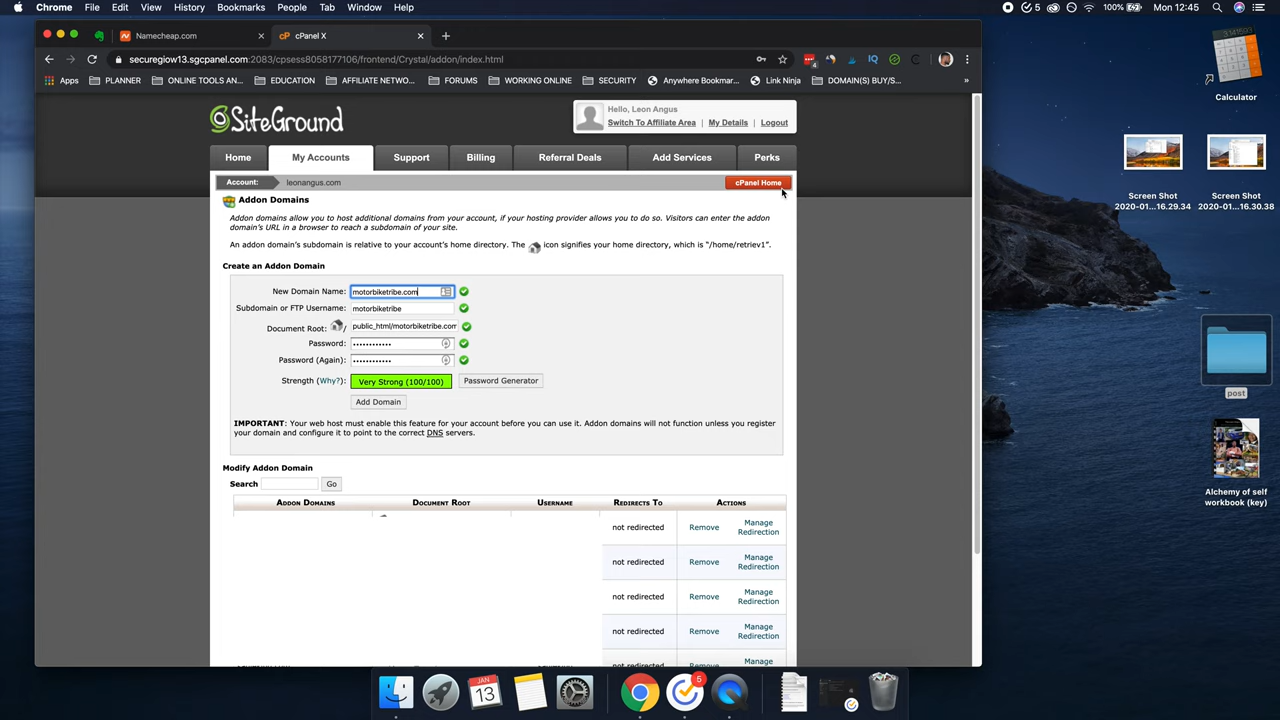 Chrome File Edit View History Bookmarks People Tab Window Help 5 100% Mon 12:45
Namecheap.com
cPanel X
securegiow13.sgcpanel.com:2083/cpsess8058177106/frontend/Crystal/addon/index.html
Apps PLANNER ONLINE TOOLS AN... EDUCATION AFFILIATE NETWO... FORUMS WORKING ONLINE SECURITY Anywhere Bookmar... Link Ninja DOMAIN(S) BUY/S... »
SiteGround
Hello, Leon Angus
Switch To Affiliate Area | My Details | Logout
Home My Accounts Support Billing Referral Deals Add Services Perks
Account: leonangus.com cPanel Home
Addon Domains
Addon domains allow you to host additional domains from your account, if your hosting provider allows you to do so. Visitors can enter the addon
domain's URL in a browser to reach a subdomain of your site.
An addon domain's subdomain is relative to your account's home directory. The icon signifies your home directory, which is "/home/retriev1".
Create an Addon Domain
New Domain Name: motorbiketribe.com
Subdomain or FTP Username: motorbiketribe
Document Root: / public_html/motorbiketribe.com
Password: ••••••••••••
Password (Again): ••••••••••••
Strength (Why?): Very Strong (100/100) Password Generator
Add Domain
IMPORTANT: Your web host must enable this feature for your account before you can use it. Addon domains will not function unless you register
your domain and configure it to point to the correct DNS servers.
Modify Addon Domain
Search Go
Addon Domains Document Root Username Redirects To Actions
not redirected Remove Manage
Redirection
not redirected Remove Manage
Redirection
not redirected Remove Manage
Redirection
not redirected Remove Manage
Redirection
not redirected Remove Manage
Calculator
Screen Shot
2020-01...16.29.34
Screen Shot
2020-01...16.30.38
post
Alchemy of self
workbook (key)
JAN
13
5